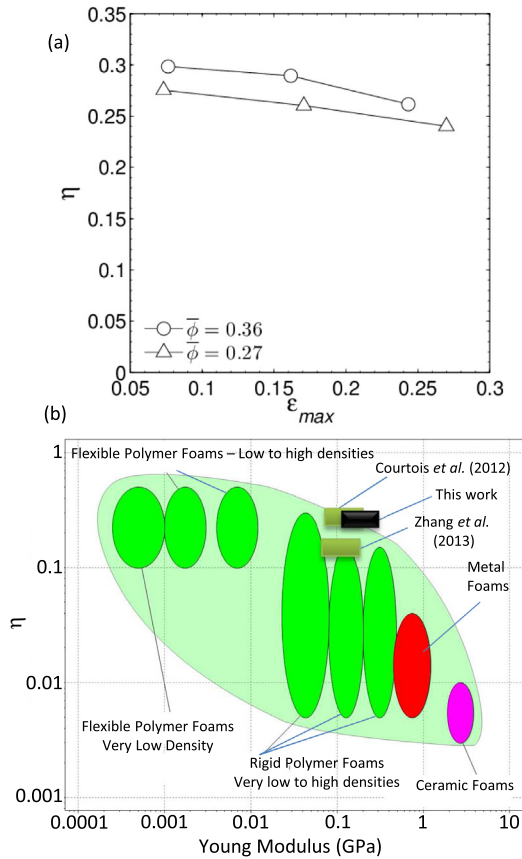 (a)
0.35
0.3
0.25
0.2
0.15
0.1
0.05
0
η
ϕ̅ = 0.36
ϕ̅ = 0.27
0.05 0.1 0.15 0.2 0.25 0.3
ε_max
(b)
1
0.1
0.01
0.001
η
Flexible Polymer Foams – Low to high densities
Courtois et al. (2012)
This work
Zhang et al.
(2013)
Metal
Foams
Flexible Polymer Foams
Very Low Density
Rigid Polymer Foams
Very low to high densities
Ceramic Foams
0.0001 0.001 0.01 0.1 1 10
Young Modulus (GPa)